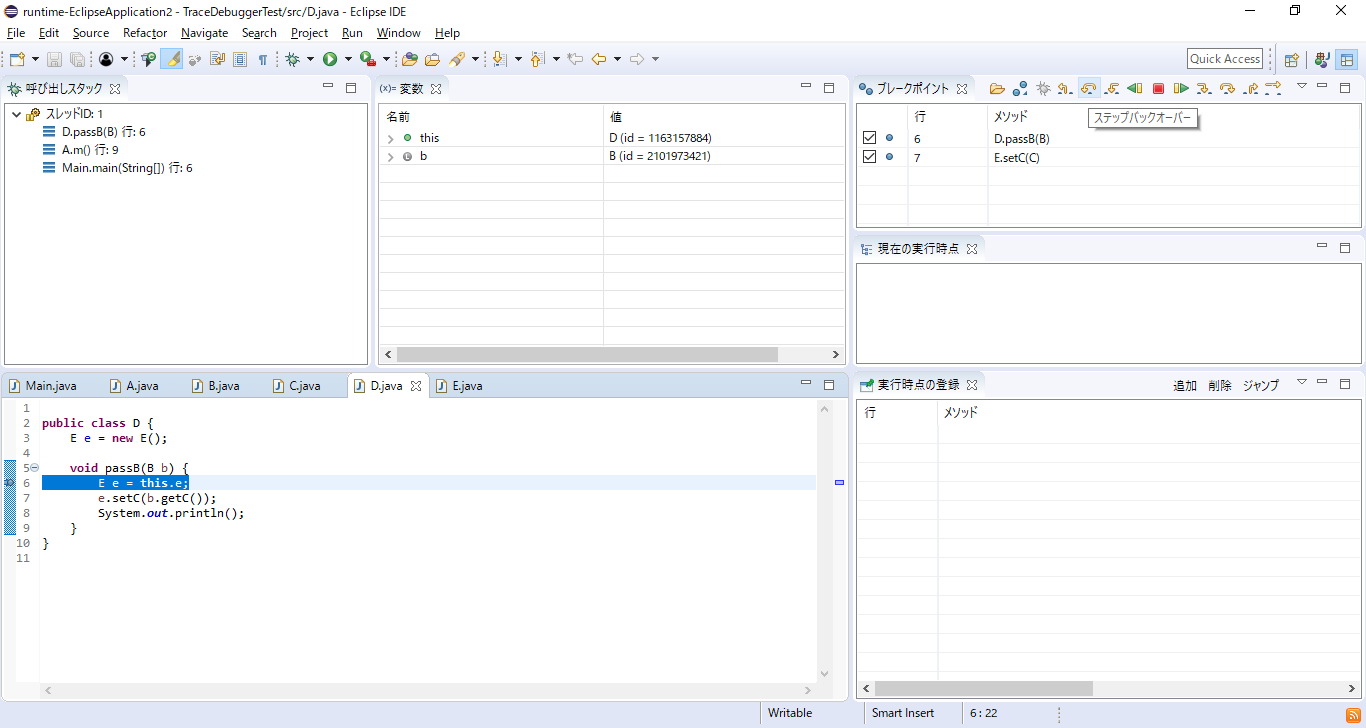 runtime-EclipseApplication2 - TraceDebuggerTest/src/D.java - Eclipse IDE
File Edit Source Refactor Navigate Search Project Run Window Help
Quick Access
呼び出しスタック
スレッドID: 1
D.passB(B) 行: 6
A.m() 行: 9
Main.main(String[]) 行: 6
(x)= 変数
名前 値
this D (id = 1163157884)
b B (id = 2101973421)
ブレークポイント
行 メソッド
ステップバックオーバー
6 D.passB(B)
7 E.setC(C)
現在の実行時点
Main.java A.java B.java C.java D.java E.java
1
2 public class D {
3 E e = new E();
4
5 void passB(B b) {
6 E e = this.e;
7 e.setC(b.getC());
8 System.out.println();
9 }
10 }
11
実行時点の登録 追加 削除 ジャンプ
行 メソッド
Writable Smart Insert 6 : 22